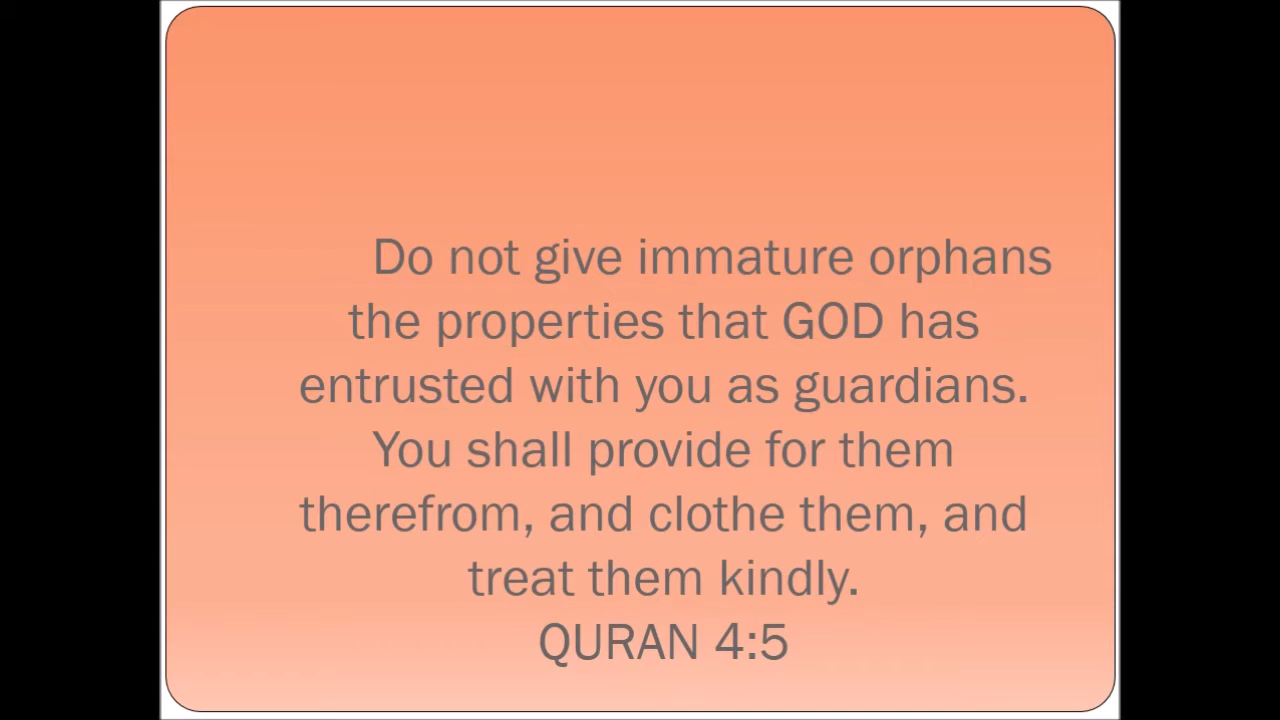 Do not give immature orphans
the properties that GOD has
entrusted with you as guardians.
You shall provide for them
therefrom, and clothe them, and
treat them kindly.
QURAN 4:5